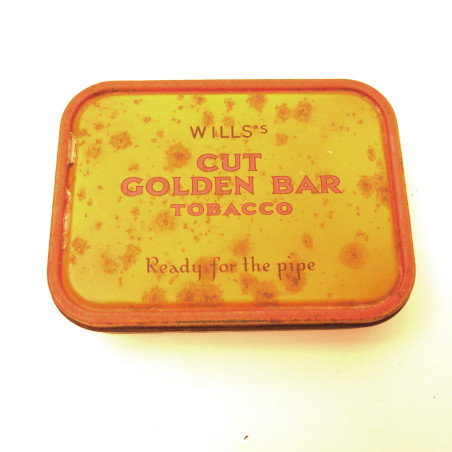 WILLS's
CUT
GOLDEN BAR
TOBACCO
Ready for the pipe